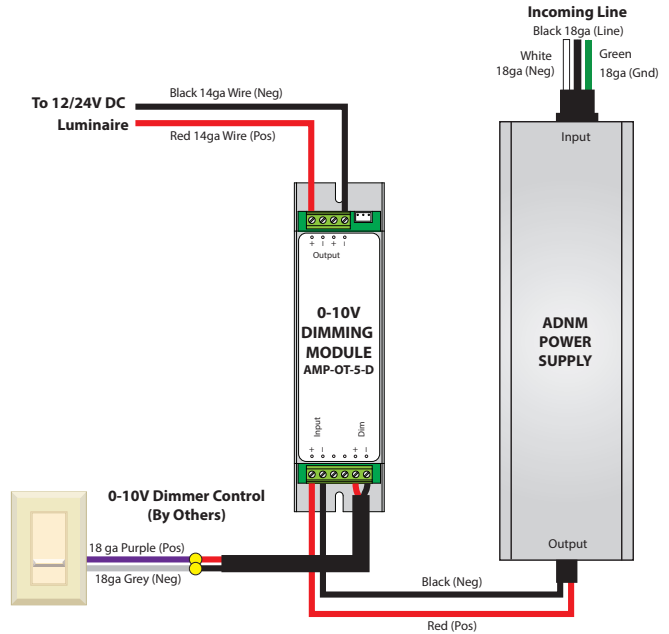 Incoming Line
Black 18ga (Line)
White
18ga (Neg)
Green
18ga (Gnd)
Input
To 12/24V DC
Luminaire
Black 14ga Wire (Neg)
Red 14ga Wire (Pos)
+ – + –
Output
0-10V
DIMMING
MODULE
AMP-OT-5-D
Input
Dim
+ –
+ –
ADNM
POWER
SUPPLY
Output
0-10V Dimmer Control
(By Others)
18 ga Purple (Pos)
18ga Grey (Neg)
Black (Neg)
Red (Pos)